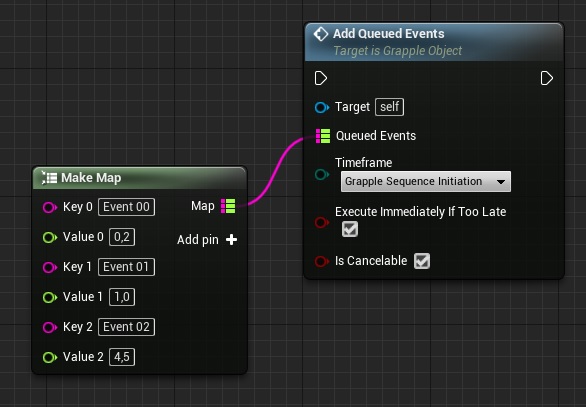 Add Queued Events
Target is Grapple Object
Target self
Queued Events
Timeframe
Grapple Sequence Initiation
Execute Immediately If Too Late
Is Cancelable
Make Map
Key 0 Event 00 Map
Value 0 0,2 Add pin
Key 1 Event 01
Value 1 1,0
Key 2 Event 02
Value 2 4,5